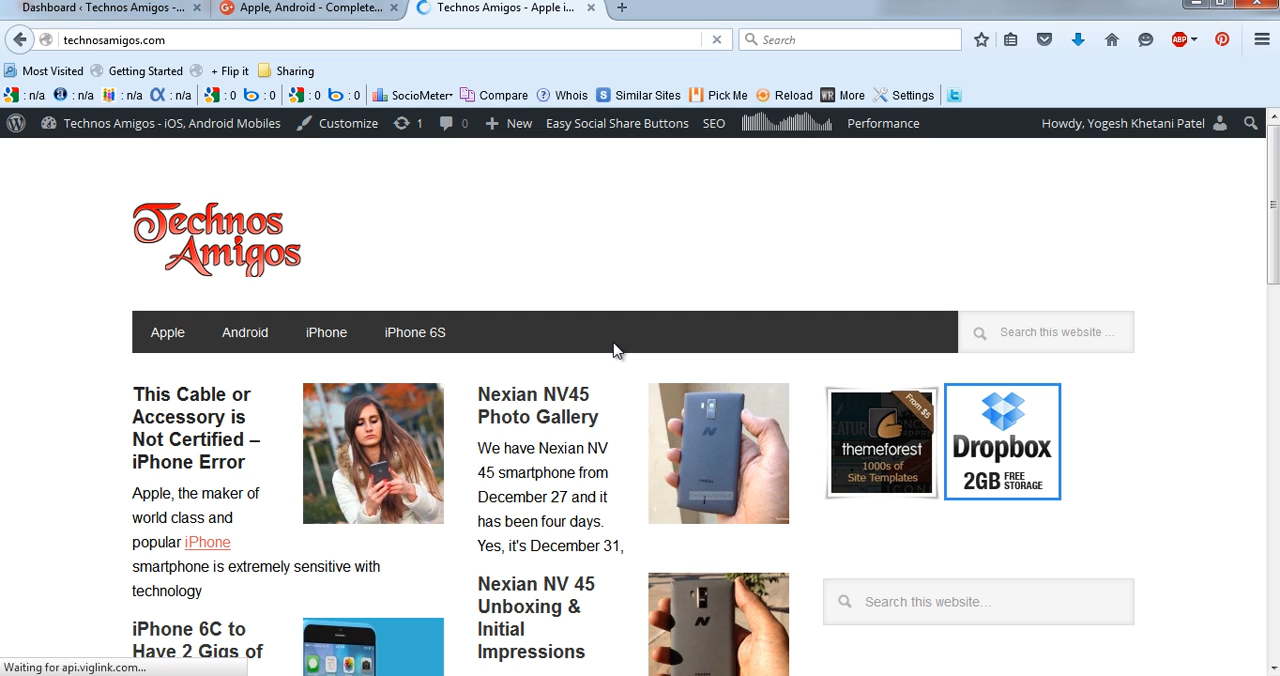 Dashboard ‹ Technos Amigos -...
Apple, Android - Complete...
Technos Amigos - Apple i...
technosamigos.com
Search
ABP
Most Visited
Getting Started
+ Flip it
Sharing
: n/a
: n/a
: n/a
: n/a
: 0
: 0
: 0
: 0
SocioMeter
Compare
Whois
Similar Sites
Pick Me
Reload
More
Settings
Technos Amigos - iOS, Android Mobiles
Customize
1
0
New
Easy Social Share Buttons
SEO
Performance
Howdy, Yogesh Khetani Patel
Technos
Amigos
Apple
Android
iPhone
iPhone 6S
Search this website ...
This Cable or
Accessory is
Not Certified –
iPhone Error
Apple, the maker of
world class and
popular iPhone
smartphone is extremely sensitive with
technology
iPhone 6C to
Have 2 Gigs of
Nexian NV45
Photo Gallery
We have Nexian NV
45 smartphone from
December 27 and it
has been four days.
Yes, it's December 31,
Nexian NV 45
Unboxing &
Initial
Impressions
From $5
themeforest
1000s of
Site Templates
Dropbox
2GB FREE STORAGE
Search this website...
Waiting for api.viglink.com...